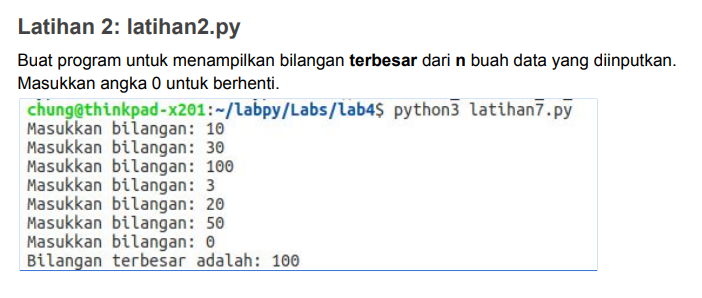 Latihan 2: latihan2.py
Buat program untuk menampilkan bilangan terbesar dari n buah data yang diinputkan.
Masukkan angka 0 untuk berhenti.
chung@thinkpad-x201:~/labpy/Labs/lab4$ python3 latihan7.py
Masukkan bilangan: 10
Masukkan bilangan: 30
Masukkan bilangan: 100
Masukkan bilangan: 3
Masukkan bilangan: 20
Masukkan bilangan: 50
Masukkan bilangan: 0
Bilangan terbesar adalah: 100